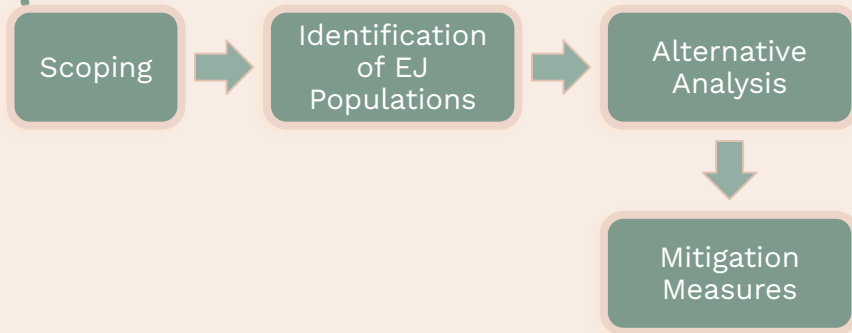 Scoping
Identification
of EJ
Populations
Alternative
Analysis
Mitigation
Measures